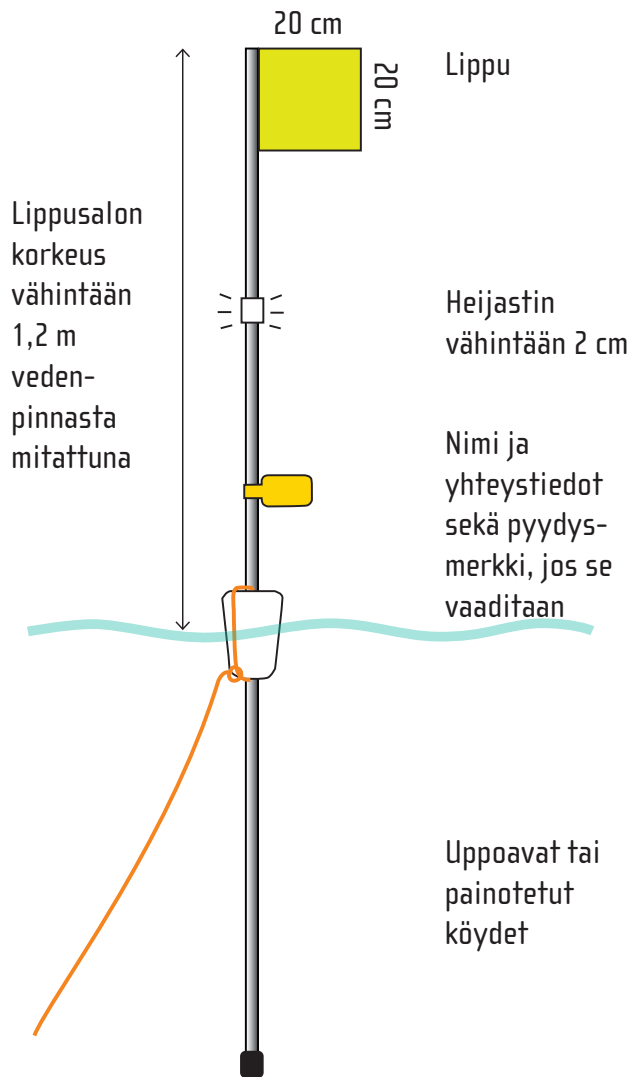 20 cm
20 cm
Lippu
Lippusalon
korkeus
vähintään
1,2 m
veden-
pinnasta
mitattuna
Heijastin
vähintään 2 cm
Nimi ja
yhteystiedot
sekä pyydys-
merkki, jos se
vaaditaan
Uppoavat tai
painotetut
köydet